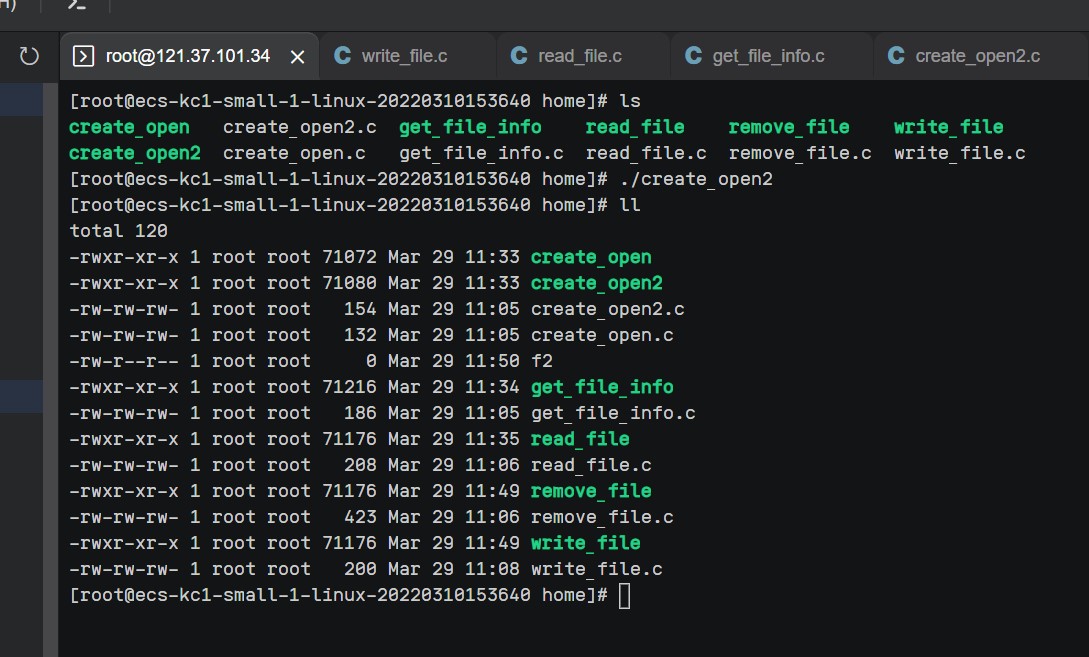 root@121.37.101.34 write_file.c read_file.c get_file_info.c create_open2.c
[root@ecs-kc1-small-1-linux-20220310153640 home]# ls
create_open create_open2.c get_file_info read_file remove_file write_file
create_open2 create_open.c get_file_info.c read_file.c remove_file.c write_file.c
[root@ecs-kc1-small-1-linux-20220310153640 home]# ./create_open2
[root@ecs-kc1-small-1-linux-20220310153640 home]# ll
total 120
-rwxr-xr-x 1 root root 71072 Mar 29 11:33 create_open
-rwxr-xr-x 1 root root 71080 Mar 29 11:33 create_open2
-rw-rw-rw- 1 root root 154 Mar 29 11:05 create_open2.c
-rw-rw-rw- 1 root root 132 Mar 29 11:05 create_open.c
-rw-r--r-- 1 root root 0 Mar 29 11:50 f2
-rwxr-xr-x 1 root root 71216 Mar 29 11:34 get_file_info
-rw-rw-rw- 1 root root 186 Mar 29 11:05 get_file_info.c
-rwxr-xr-x 1 root root 71176 Mar 29 11:35 read_file
-rw-rw-rw- 1 root root 208 Mar 29 11:06 read_file.c
-rwxr-xr-x 1 root root 71176 Mar 29 11:49 remove_file
-rw-rw-rw- 1 root root 423 Mar 29 11:06 remove_file.c
-rwxr-xr-x 1 root root 71176 Mar 29 11:49 write_file
-rw-rw-rw- 1 root root 200 Mar 29 11:08 write_file.c
[root@ecs-kc1-small-1-linux-20220310153640 home]#